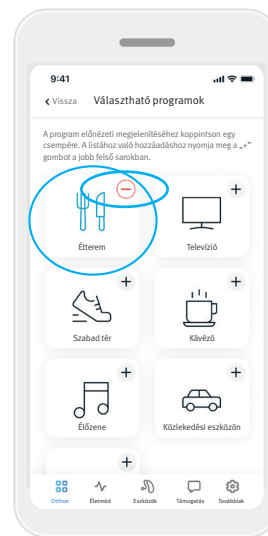 9:41
Vissza Választható programok
A program előnézeti megjelenítéséhez koppintson egy
csempére. A listához való hozzáadáshoz nyomja meg a „+”
gombot a jobb felső sarokban.
Étterem Televízió
Szabad tér Kávézó
Élőzene Közlekedési eszközön
Otthon Életmód Eszközök Támogatás Továbbiak